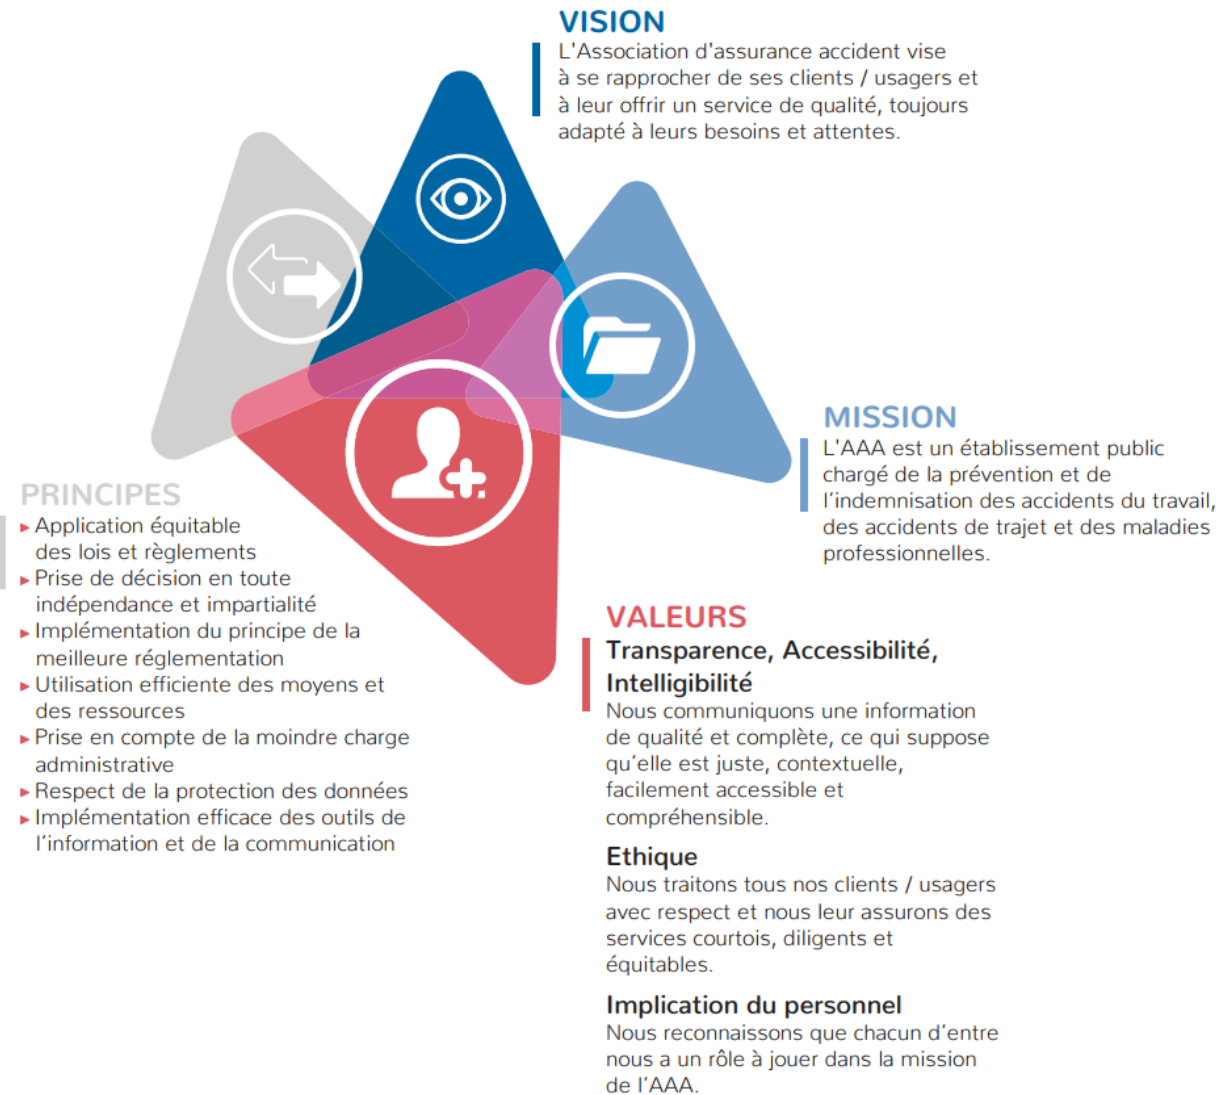 VISION
L'Association d'assurance accident vise
à se rapprocher de ses clients / usagers et
à leur offrir un service de qualité, toujours
adapté à leurs besoins et attentes.
MISSION
L'AAA est un établissement public
chargé de la prévention et de
l'indemnisation des accidents du travail,
des accidents de trajet et des maladies
professionnelles.
PRINCIPES
▸ Application équitable
des lois et règlements
▸ Prise de décision en toute
indépendance et impartialité
▸ Implémentation du principe de la
meilleure réglementation
▸ Utilisation efficiente des moyens et
des ressources
▸ Prise en compte de la moindre charge
administrative
▸ Respect de la protection des données
▸ Implémentation efficace des outils de
l'information et de la communication
VALEURS
Transparence, Accessibilité,
Intelligibilité
Nous communiquons une information
de qualité et complète, ce qui suppose
qu'elle est juste, contextuelle,
facilement accessible et
compréhensible.
Ethique
Nous traitons tous nos clients / usagers
avec respect et nous leur assurons des
services courtois, diligents et
équitables.
Implication du personnel
Nous reconnaissons que chacun d'entre
nous a un rôle à jouer dans la mission
de l'AAA.